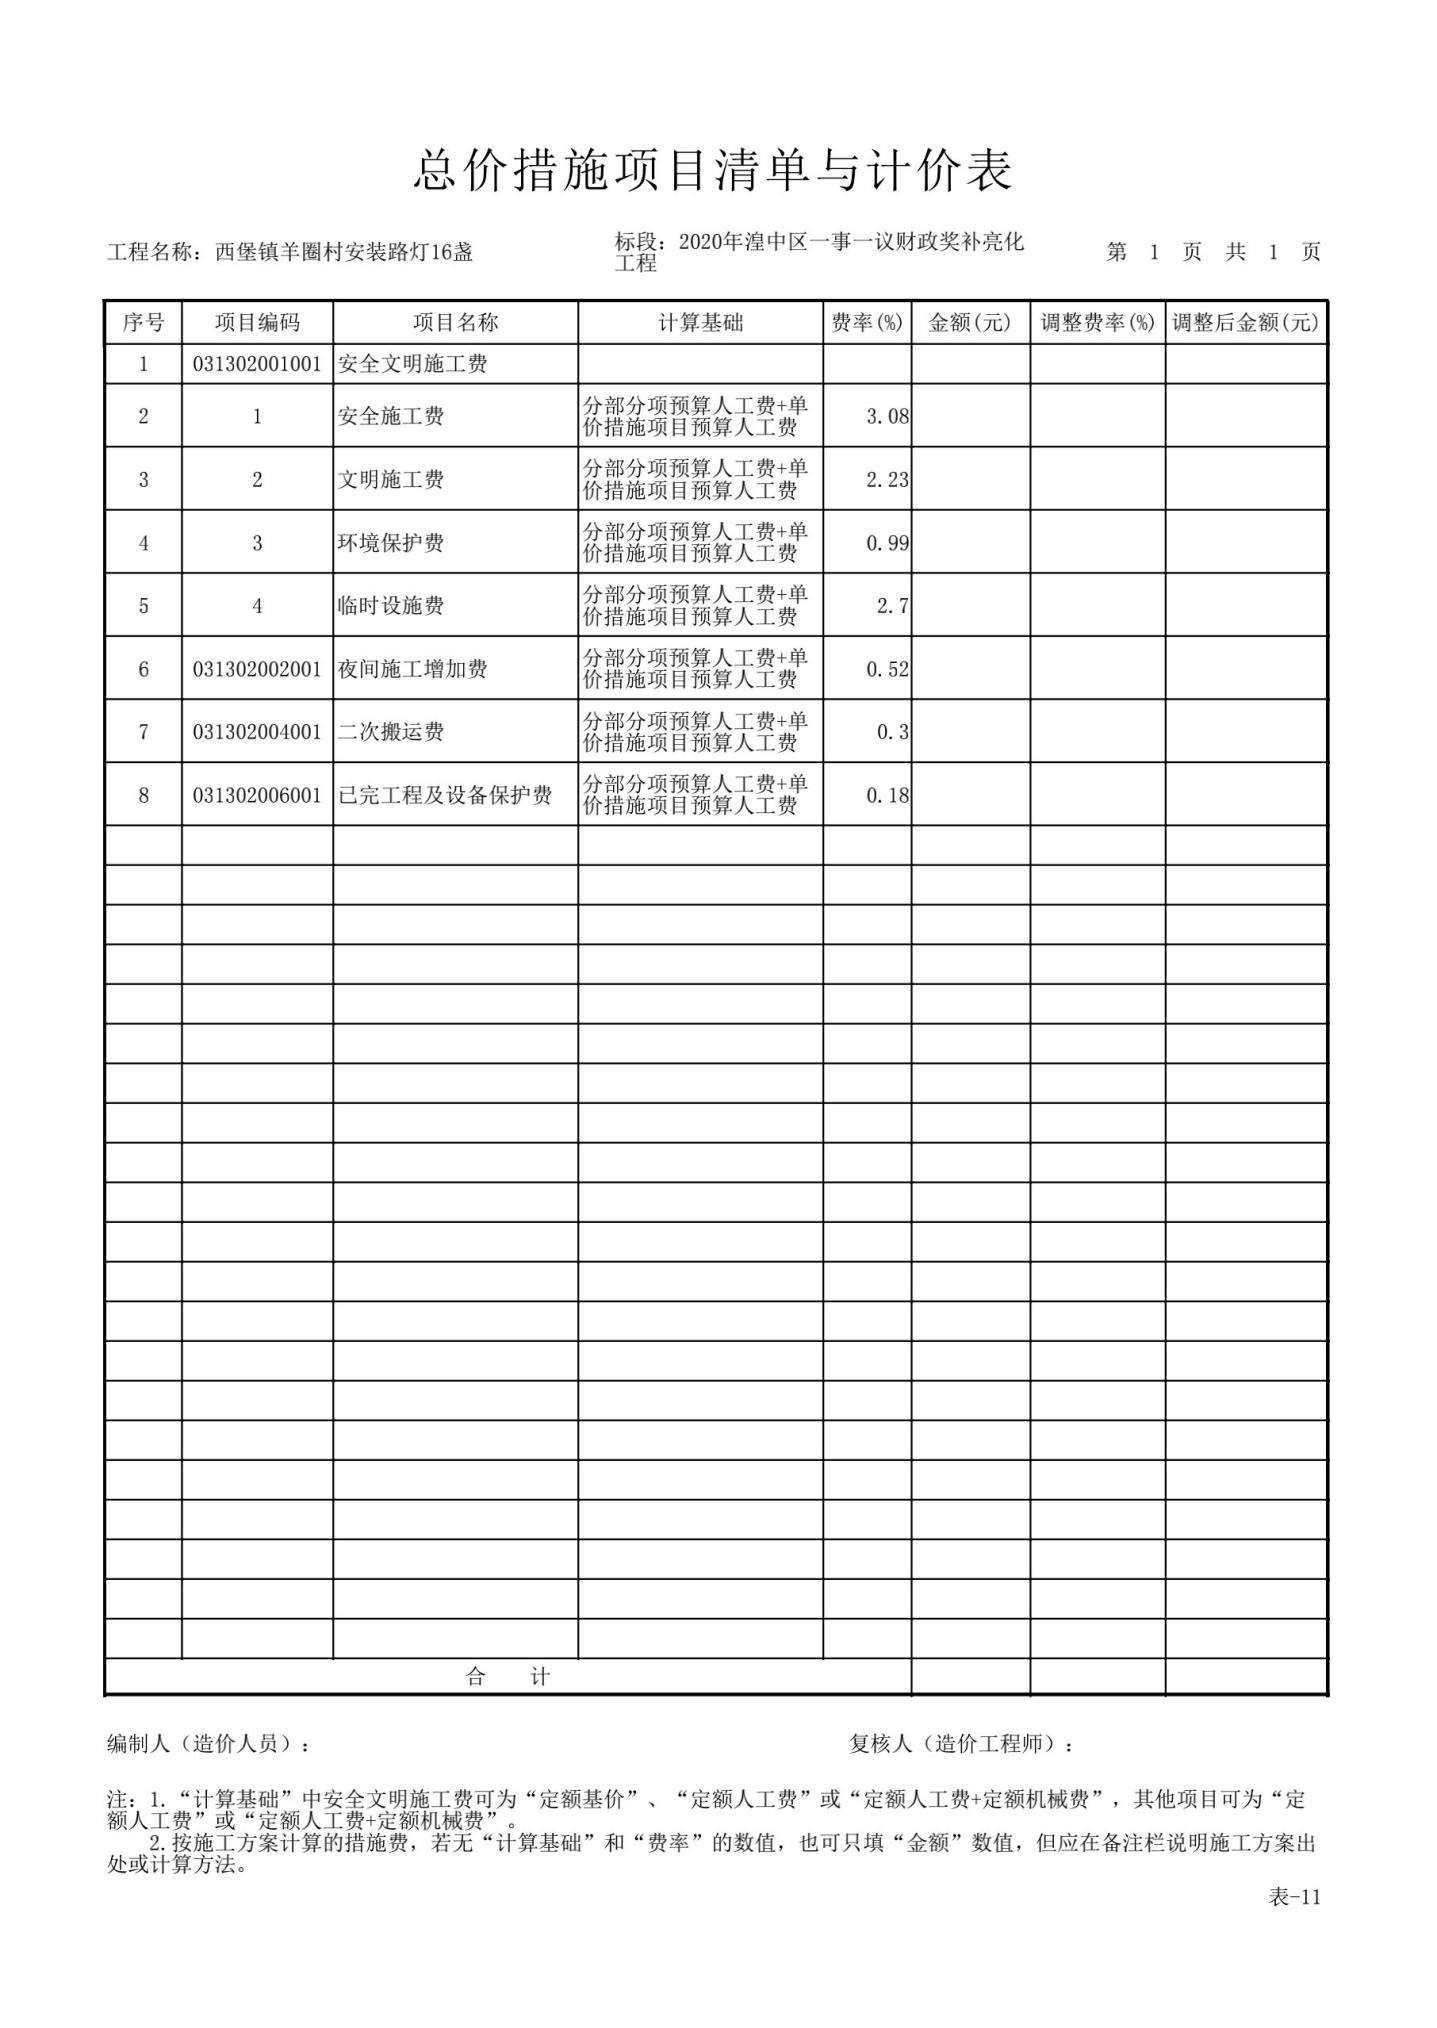 总价措施项目清单与计价表
工程名称：西堡镇羊圈村安装路灯16盏
标段：2020年湟中区一事一议财政奖补亮化
工程
第 1 页 共 1 页
序号 项目编码 项目名称 计算基础 费率(%) 金额(元) 调整费率(%) 调整后金额(元)
1 031302001001 安全文明施工费
2 1 安全施工费 分部分项预算人工费+单
价措施项目预算人工费 3.08
3 2 文明施工费 分部分项预算人工费+单
价措施项目预算人工费 2.23
4 3 环境保护费 分部分项预算人工费+单
价措施项目预算人工费 0.99
5 4 临时设施费 分部分项预算人工费+单
价措施项目预算人工费 2.7
6 031302002001 夜间施工增加费 分部分项预算人工费+单
价措施项目预算人工费 0.52
7 031302004001 二次搬运费 分部分项预算人工费+单
价措施项目预算人工费 0.3
8 031302006001 已完工程及设备保护费 分部分项预算人工费+单
价措施项目预算人工费 0.18
合 计
编制人（造价人员）： 复核人（造价工程师）：
注：1.“计算基础”中安全文明施工费可为“定额基价”、“定额人工费”或“定额人工费+定额机械费”，其他项目可为“定
额人工费”或“定额人工费+定额机械费”。
2.按施工方案计算的措施费，若无“计算基础”和“费率”的数值，也可只填“金额”数值，但应在备注栏说明施工方案出
处或计算方法。
表-11